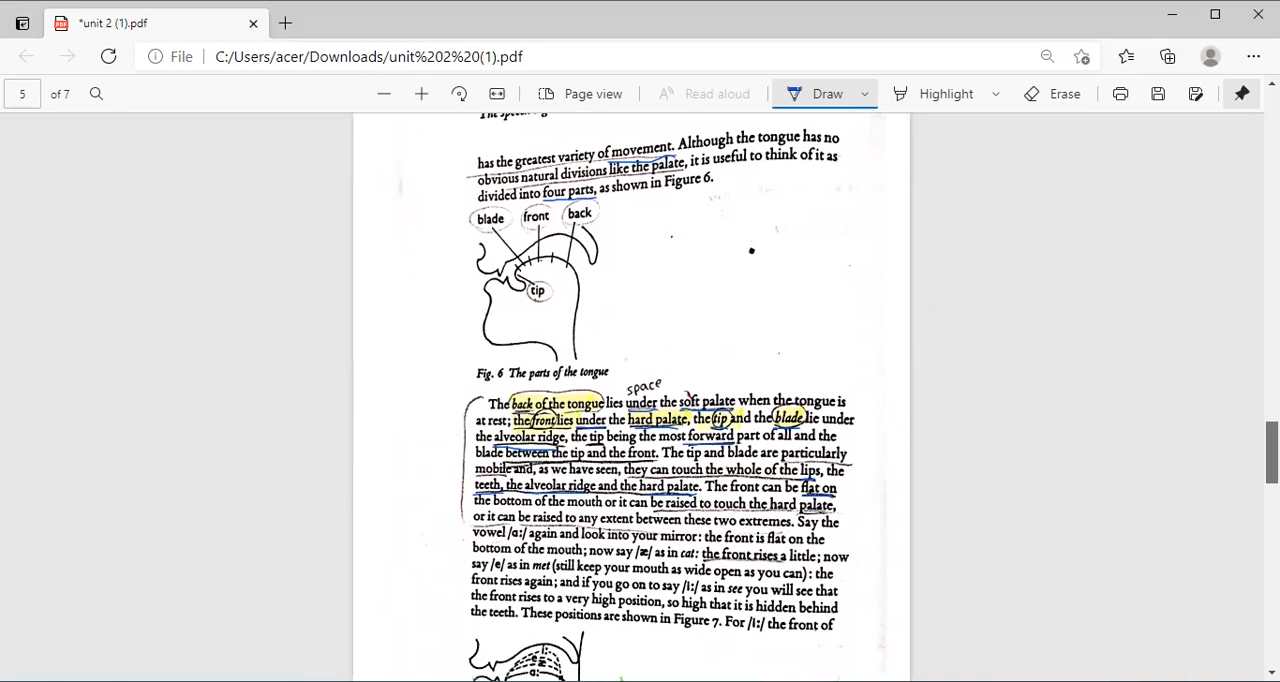 *unit 2 (1).pdf
File
C:/Users/acer/Downloads/unit%202%20(1).pdf
5
of 7
Page view
Read aloud
Draw
Highlight
Erase
has the greatest variety of movement. Although the tongue has no
obvious natural divisions like the palate, it is useful to think of it as
divided into four parts, as shown in Figure 6.
blade front back
tip
Fig. 6 The parts of the tongue
space
The back of the tongue lies under the soft palate when the tongue is
at rest; the front lies under the hard palate, the tip and the blade lie under
the alveolar ridge, the tip being the most forward part of all and the
blade between the tip and the front. The tip and blade are particularly
mobile and, as we have seen, they can touch the whole of the lips, the
teeth, the alveolar ridge and the hard palate. The front can be flat on
the bottom of the mouth or it can be raised to touch the hard palate,
or it can be raised to any extent between these two extremes. Say the
vowel /ɑː/ again and look into your mirror: the front is flat on the
bottom of the mouth; now say /æ/ as in cat: the front rises a little; now
say /e/ as in met (still keep your mouth as wide open as you can): the
front rises again; and if you go on to say /iː/ as in see you will see that
the front rises to a very high position, so high that it is hidden behind
the teeth. These positions are shown in Figure 7. For /iː/ the front of